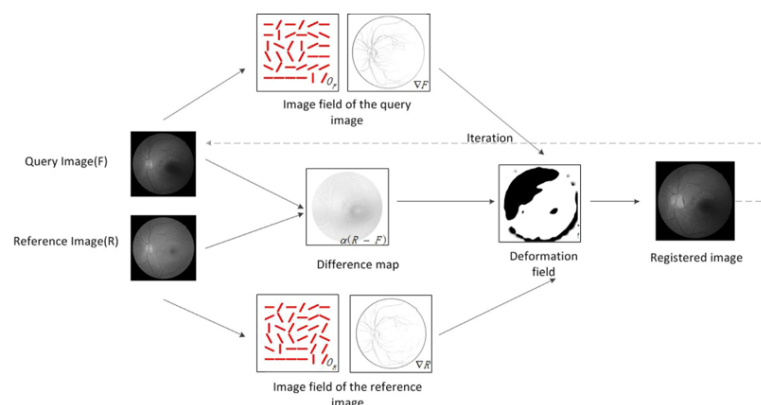 O_F
∇F
Image field of the query
image
Iteration
Query Image(F)
Reference Image(R)
α(R − F)
Difference map
Deformation
field
Registered image
O_R
∇R
Image field of the reference
image